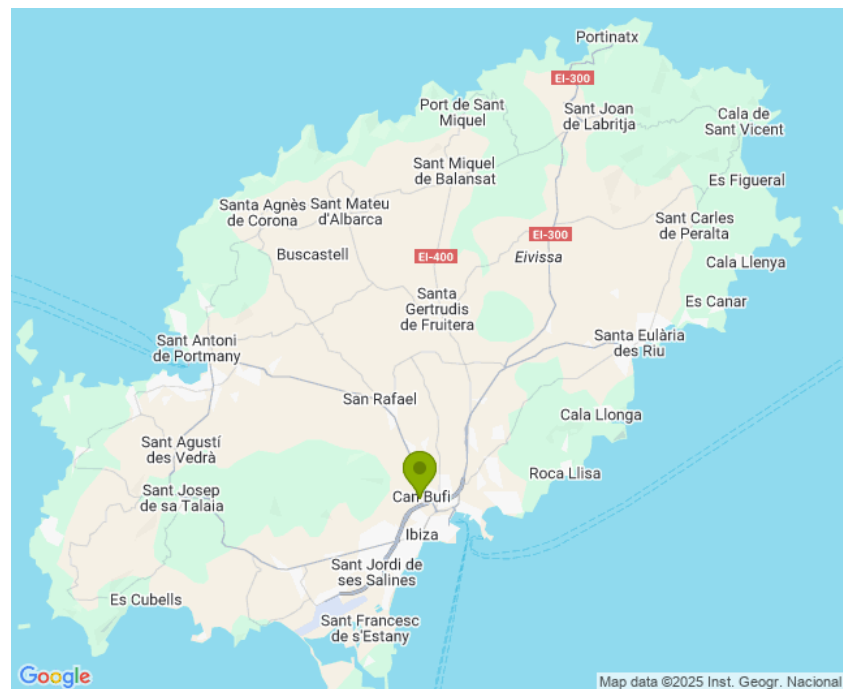 Portinatx
EI-300
Port de Sant
Miquel
Sant Joan
de Labritja
Cala de
Sant Vicent
Sant Miquel
de Balansat
Es Figueral
Santa Agnès
de Corona
Sant Mateu
d'Albarca
Sant Carles
de Peralta
EI-300
Buscastell
EI-400
Eivissa
Cala Llenya
Santa
Gertrudis
de Fruitera
Es Canar
Sant Antoni
de Portmany
Santa Eulària
des Riu
San Rafael
Cala Llonga
Sant Agustí
des Vedrà
Roca Llisa
Sant Josep
de sa Talaia
Can Bufi
Ibiza
Sant Jordi de
ses Salines
Es Cubells
Sant Francesc
de s'Estany
Google
Map data ©2025 Inst. Geogr. Nacional